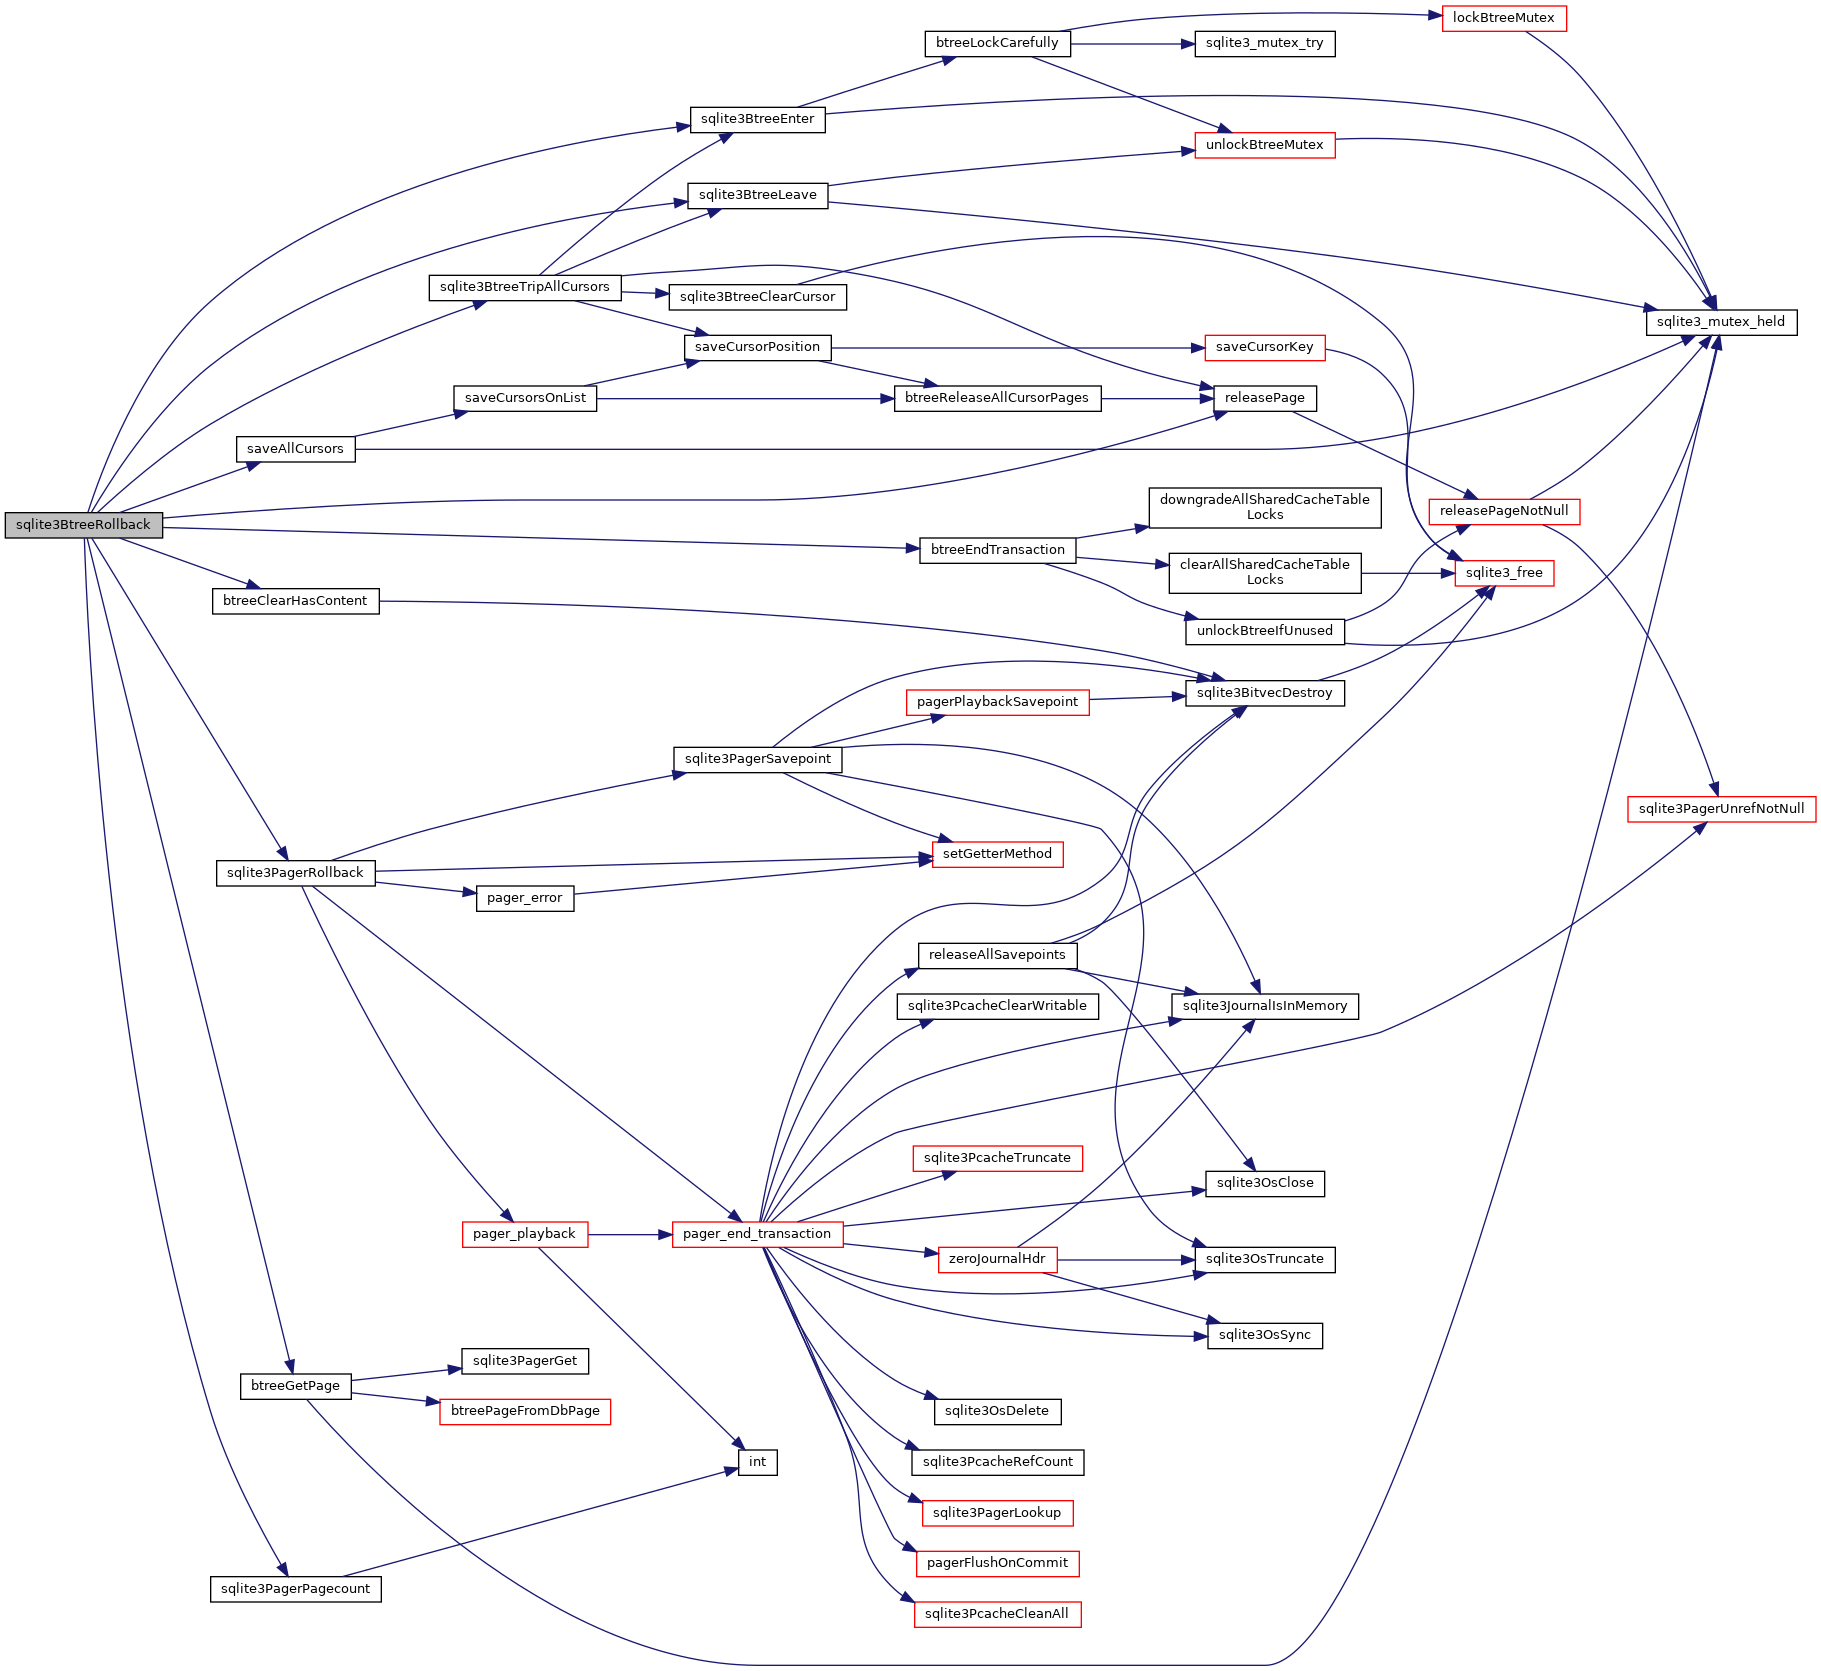 lockBtreeMutex
btreeLockCarefully
sqlite3_mutex_try
sqlite3BtreeEnter
unlockBtreeMutex
sqlite3BtreeLeave
sqlite3BtreeTripAllCursors
sqlite3BtreeClearCursor
sqlite3_mutex_held
saveCursorPosition
saveCursorKey
saveCursorsOnList
btreeReleaseAllCursorPages
releasePage
saveAllCursors
downgradeAllSharedCacheTable
Locks
releasePageNotNull
sqlite3BtreeRollback
btreeEndTransaction
clearAllSharedCacheTable
Locks
sqlite3_free
btreeClearHasContent
unlockBtreeIfUnused
sqlite3BitvecDestroy
pagerPlaybackSavepoint
sqlite3PagerSavepoint
sqlite3PagerUnrefNotNull
setGetterMethod
sqlite3PagerRollback
pager_error
releaseAllSavepoints
sqlite3PcacheClearWritable
sqlite3JournalIsInMemory
sqlite3PcacheTruncate
sqlite3OsClose
pager_playback
pager_end_transaction
zeroJournalHdr
sqlite3OsTruncate
sqlite3OsSync
sqlite3PagerGet
btreeGetPage
btreePageFromDbPage
sqlite3OsDelete
int
sqlite3PcacheRefCount
sqlite3PagerLookup
pagerFlushOnCommit
sqlite3PagerPagecount
sqlite3PcacheCleanAll